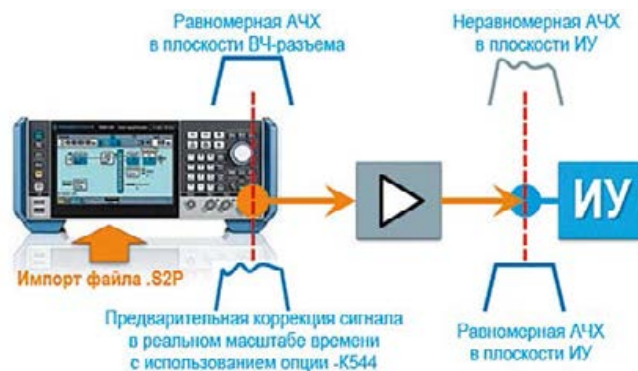 Равномерная АЧХ
в плоскости ВЧ-разъема
Неравномерная АЧХ
в плоскости ИУ
ИУ
Импорт файла .S2P
Предварительная коррекция сигнала
в реальном масштабе времени
с использованием опции -K544
Равномерная АЧХ
в плоскости ИУ